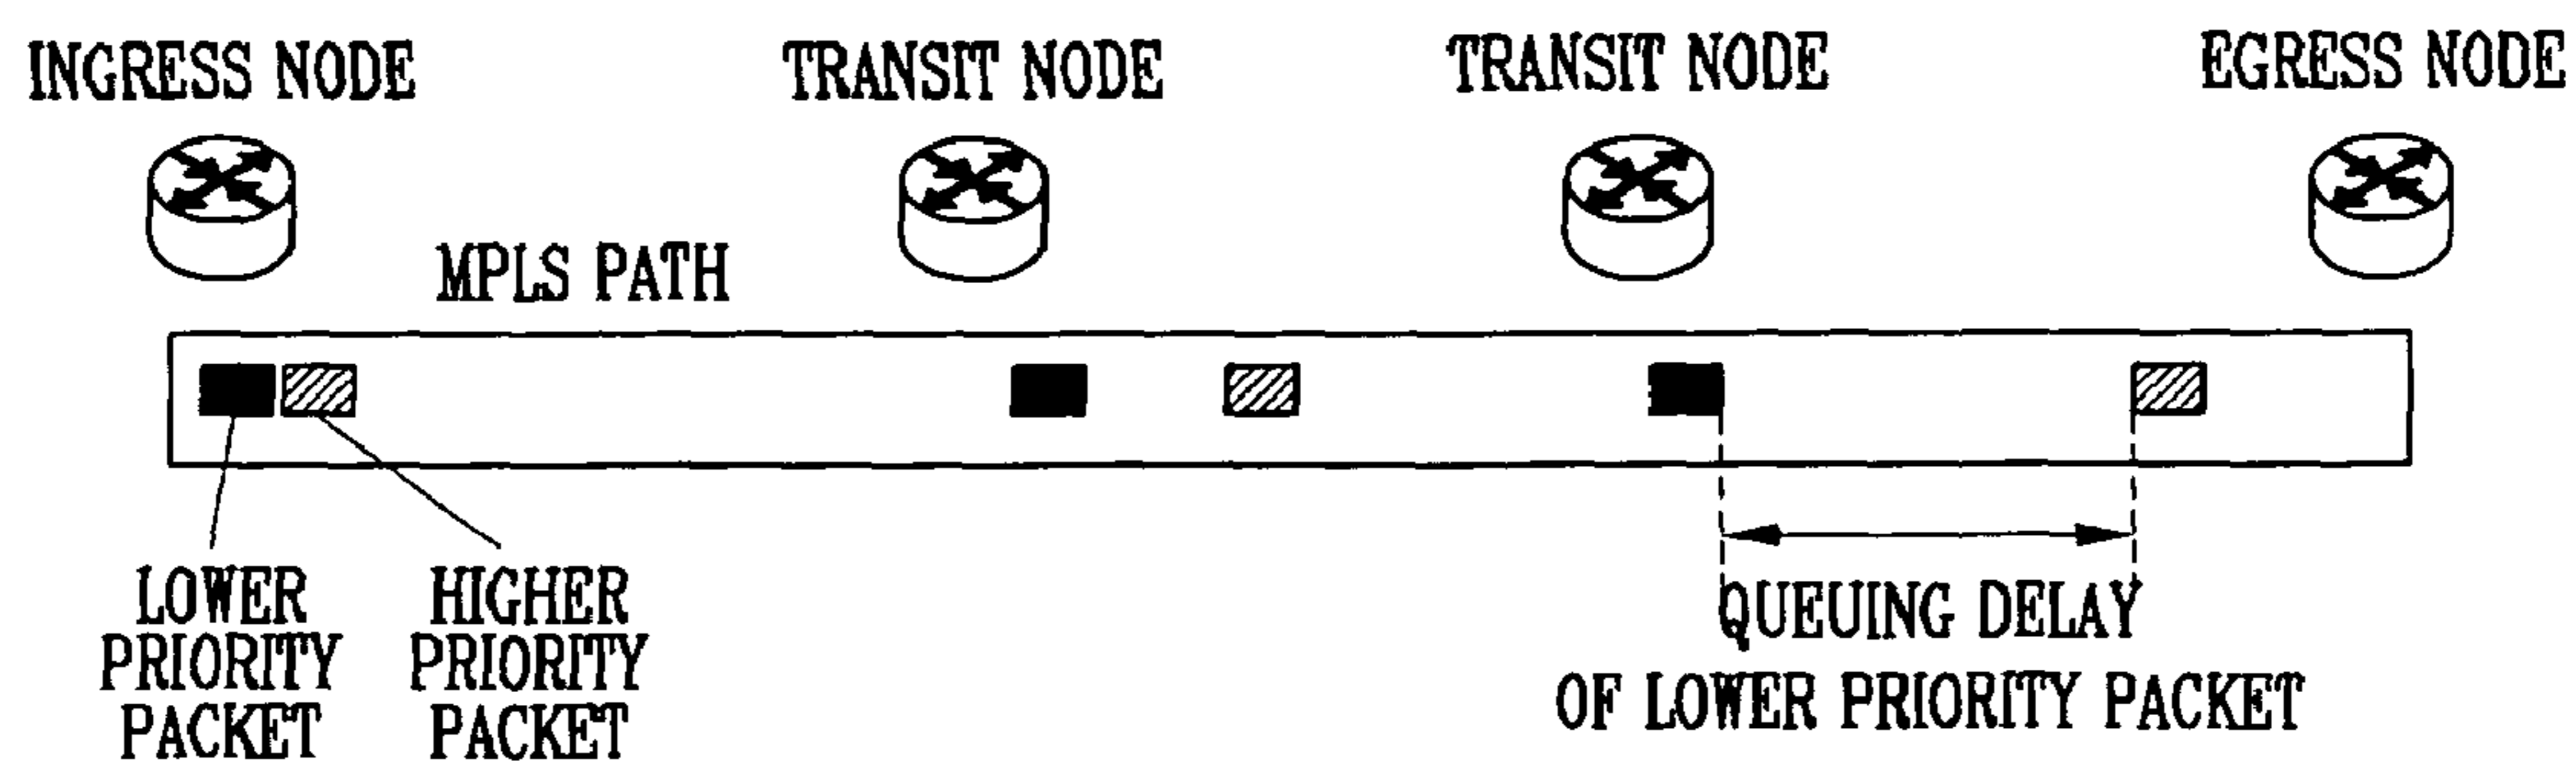 INGRESS NODE
TRANSIT NODE
TRANSIT NODE
EGRESS NODE
MPLS PATH
LOWER
PRIORITY
PACKET
HIGHER
PRIORITY
PACKET
QUEUING DELAY
OF LOWER PRIORITY PACKET